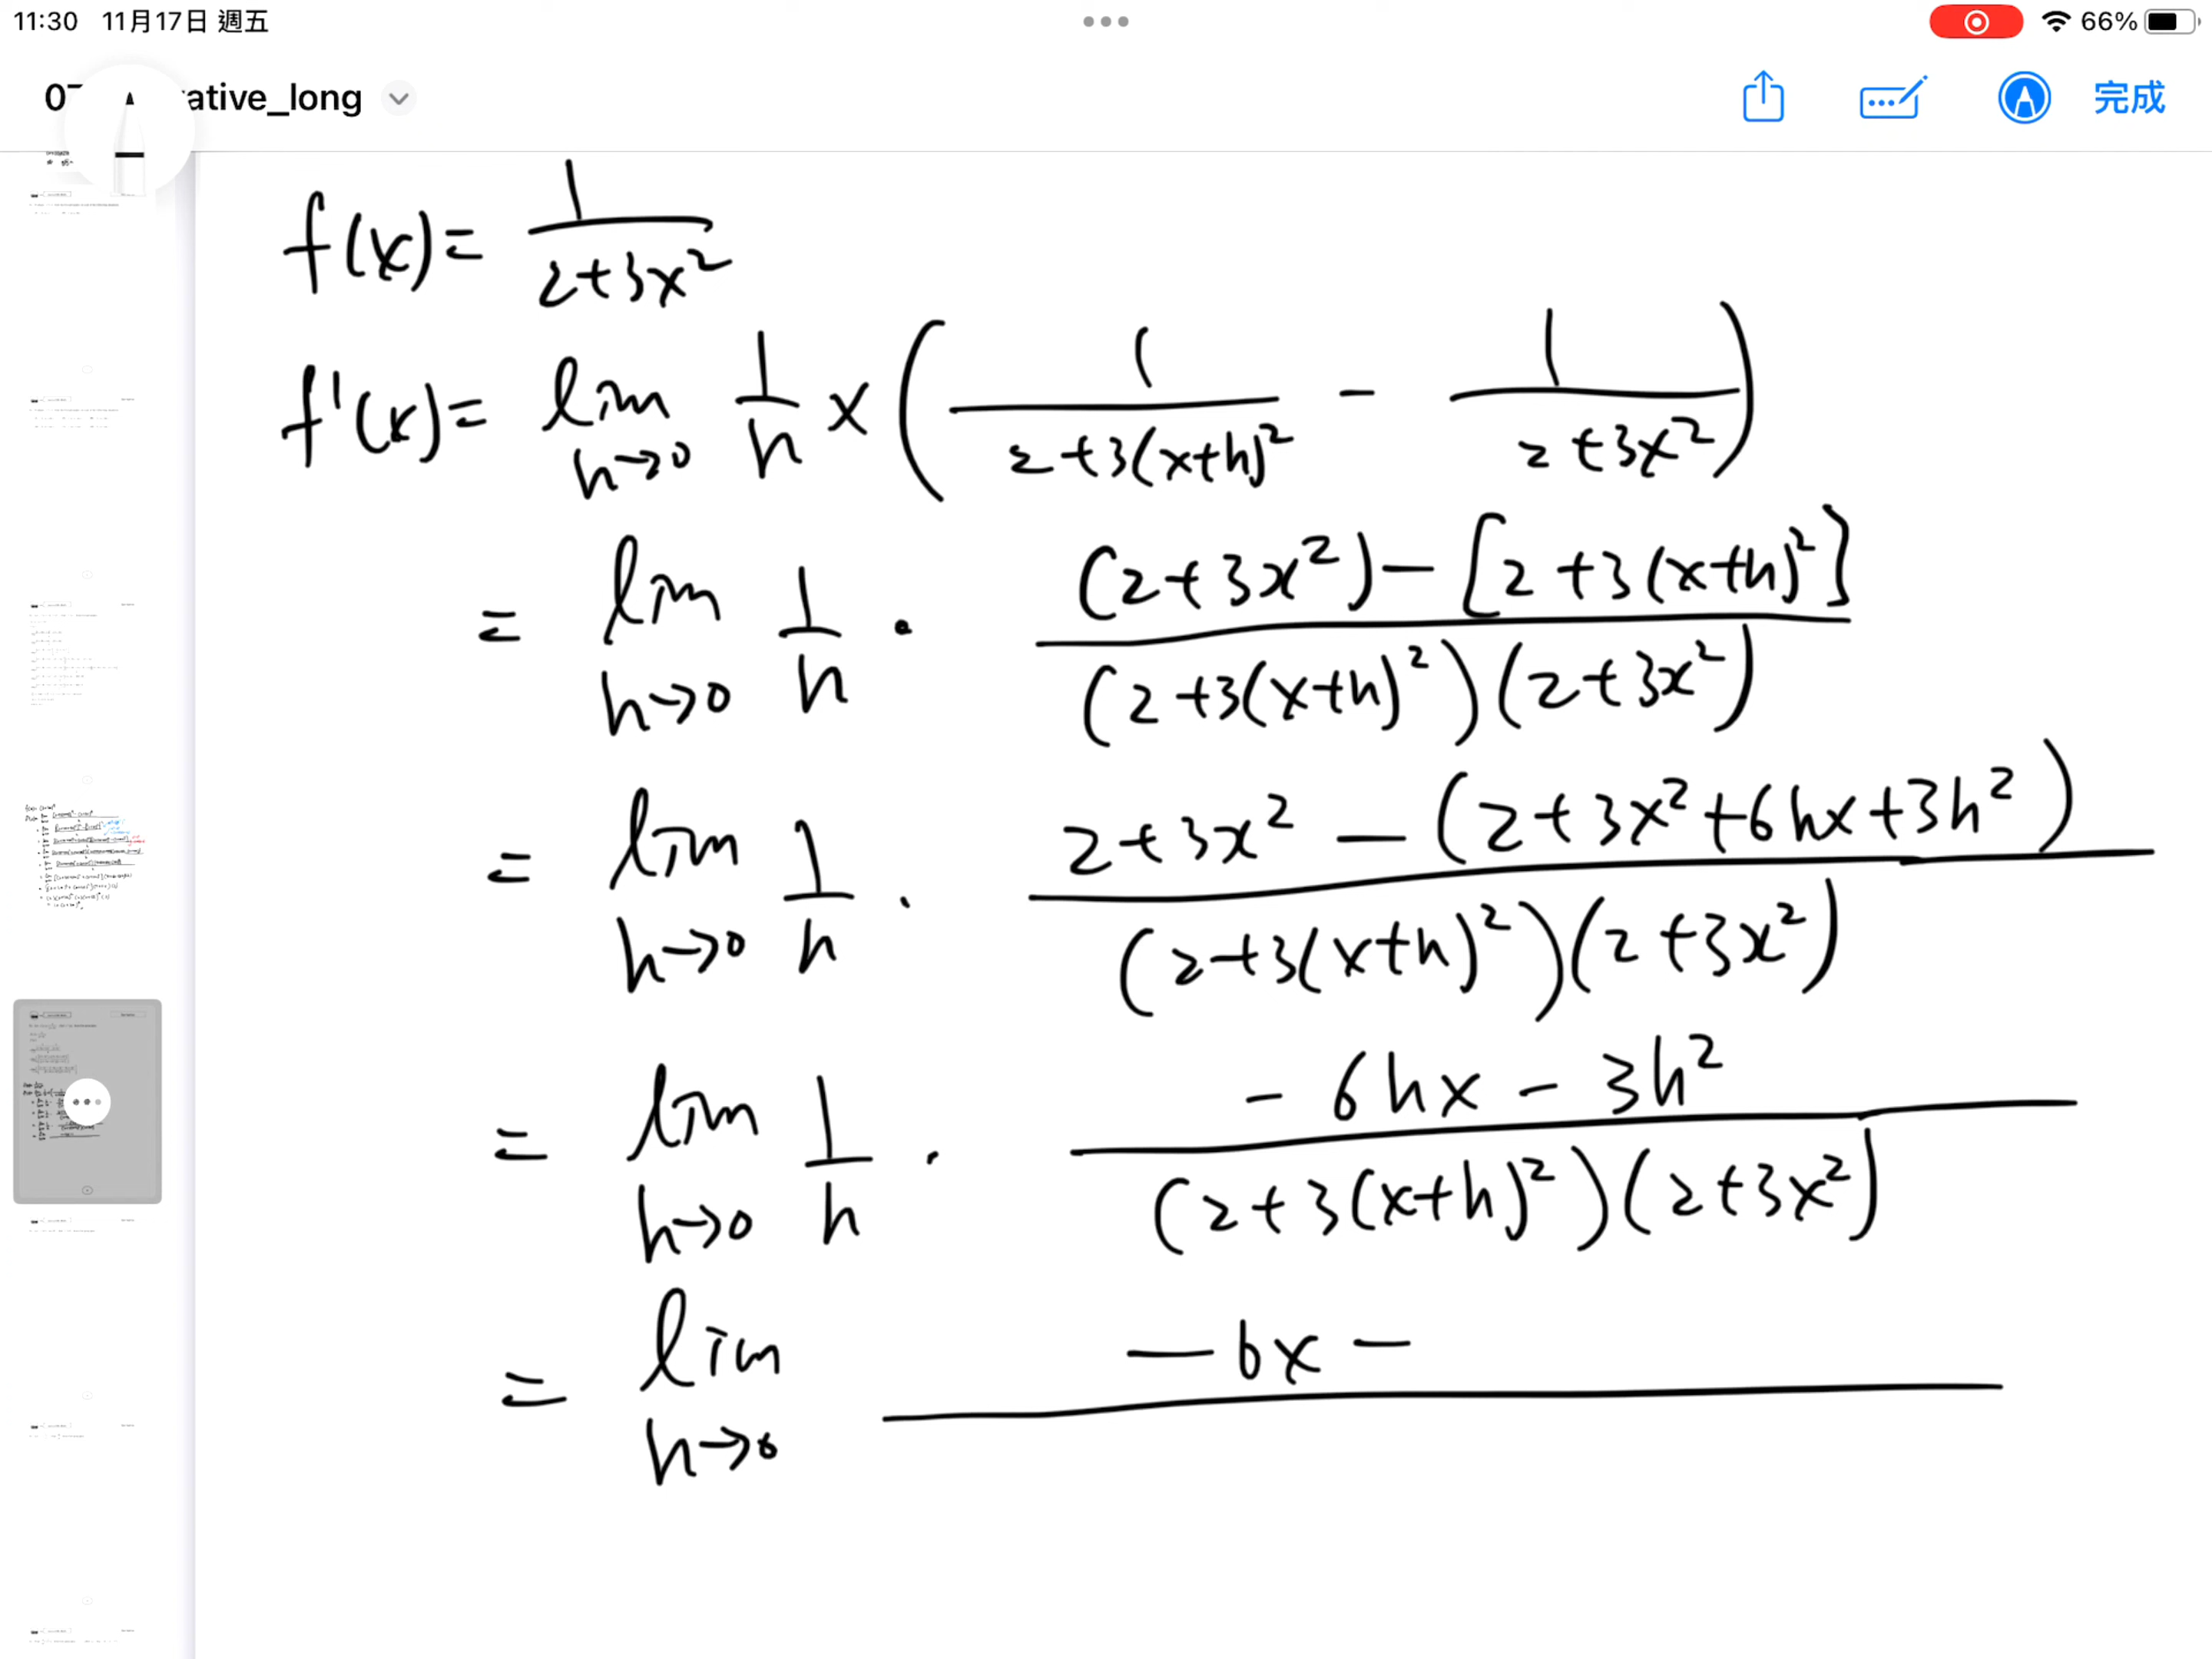 11:30 11月17日 週五
66%
ative_long
完成
f(x)= 1/(2+3x²)
f'(x)= lim h→0 1/h × ( 1/(2+3(x+h)²) - 1/(2+3x²) )
= lim h→0 1/h · ((2+3x²)-[2+3(x+h)²])/((2+3(x+h)²)(2+3x²))
= lim h→0 1/h · (2+3x²-(2+3x²+6hx+3h²))/((2+3(x+h)²)(2+3x²))
= lim h→0 1/h · (-6hx-3h²)/((2+3(x+h)²)(2+3x²))
= lim h→0 -6x-